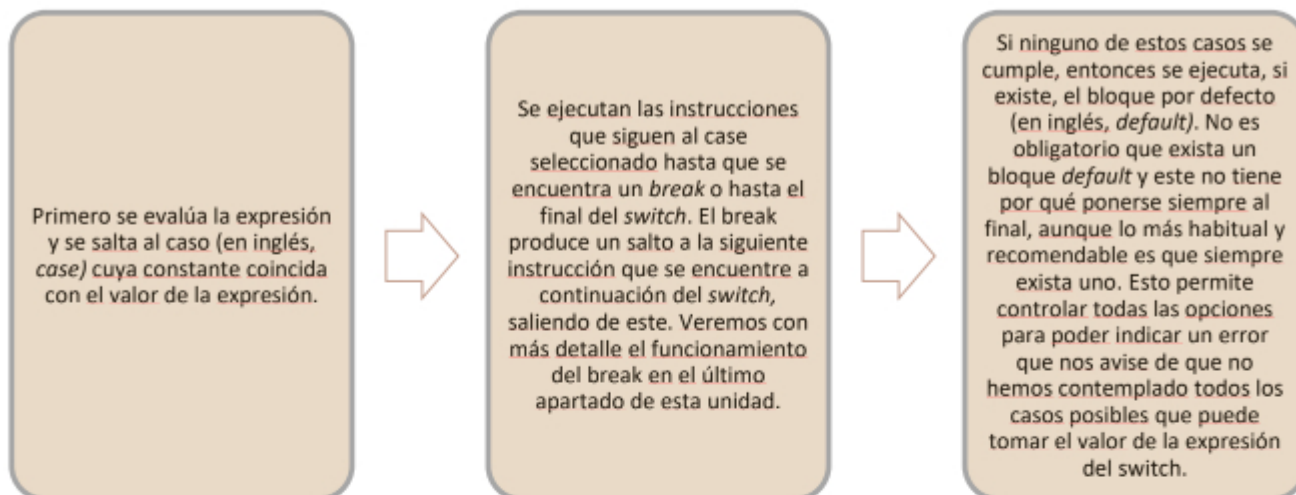 Primero se evalúa la expresión
y se salta al caso (en inglés,
case) cuya constante coincida
con el valor de la expresión.
Se ejecutan las instrucciones
que siguen al case
seleccionado hasta que se
encuentra un break o hasta el
final del switch. El break
produce un salto a la siguiente
instrucción que se encuentre a
continuación del switch,
saliendo de este. Veremos con
más detalle el funcionamiento
del break en el último
apartado de esta unidad.
Si ninguno de estos casos se
cumple, entonces se ejecuta, si
existe, el bloque por defecto
(en inglés, default). No es
obligatorio que exista un
bloque default y este no tiene
por qué ponerse siempre al
final, aunque lo más habitual y
recomendable es que siempre
exista uno. Esto permite
controlar todas las opciones
para poder indicar un error
que nos avise de que no
hemos contemplado todos los
casos posibles que puede
tomar el valor de la expresión
del switch.